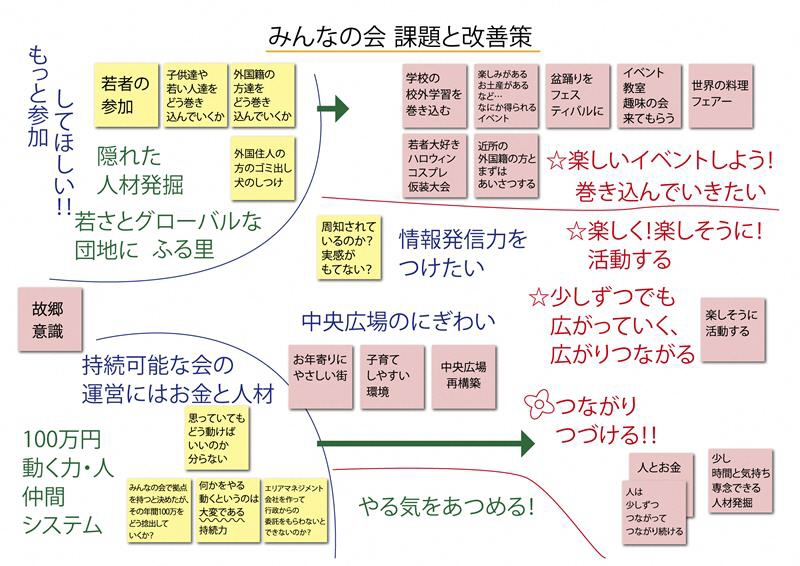 みんなの会 課題と改善策
もっと参加
してほしい!!
若者の
参加
子供達や
若い人達を
どう巻き
込んでいくか
外国籍の
方達を
どう巻き
込んでいくか
外国住人の
方のゴミ出し
犬のしつけ
隠れた
人材発掘
若さとグローバルな
団地に ふる里
学校の
校外学習を
巻き込む
楽しみがある
お土産がある
など…
なにか得られる
イベント
盆踊りを
フェス
ティバルに
イベント
教室
趣味の会
来てもらう
世界の料理
フェアー
若者大好き
ハロウィン
コスプレ
仮装大会
近所の
外国籍の方と
まずは
あいさつする
☆楽しいイベントしよう!
巻き込んでいきたい
周知されて
いるのか?
実感が
もてない?
情報発信力を
つけたい
☆楽しく!楽しそうに!
活動する
故郷
意識
中央広場のにぎわい
☆少しずつでも
広がっていく、
広がりつながる
楽しそうに
活動する
お年寄りに
やさしい街
子育て
しやすい
環境
中央広場
再構築
持続可能な会の
運営にはお金と人材
思っていても
どう動けば
いいのか
分らない
100万円
動く力・人
仲間
システム
みんなの会で拠点
を持つと決めたが、
その年間100万を
どう捻出して
いくか?
何かをやる
動くというのは
大変である
持続力
エリアマネジメント
会社を作って
行政からの
委託をもらわないと
できないのか?
やる気をあつめる!
つながり
つづける!!
人とお金
人は
少しずつ
つながって
つながり続ける
少し
時間と気持ち
専念できる
人材発掘